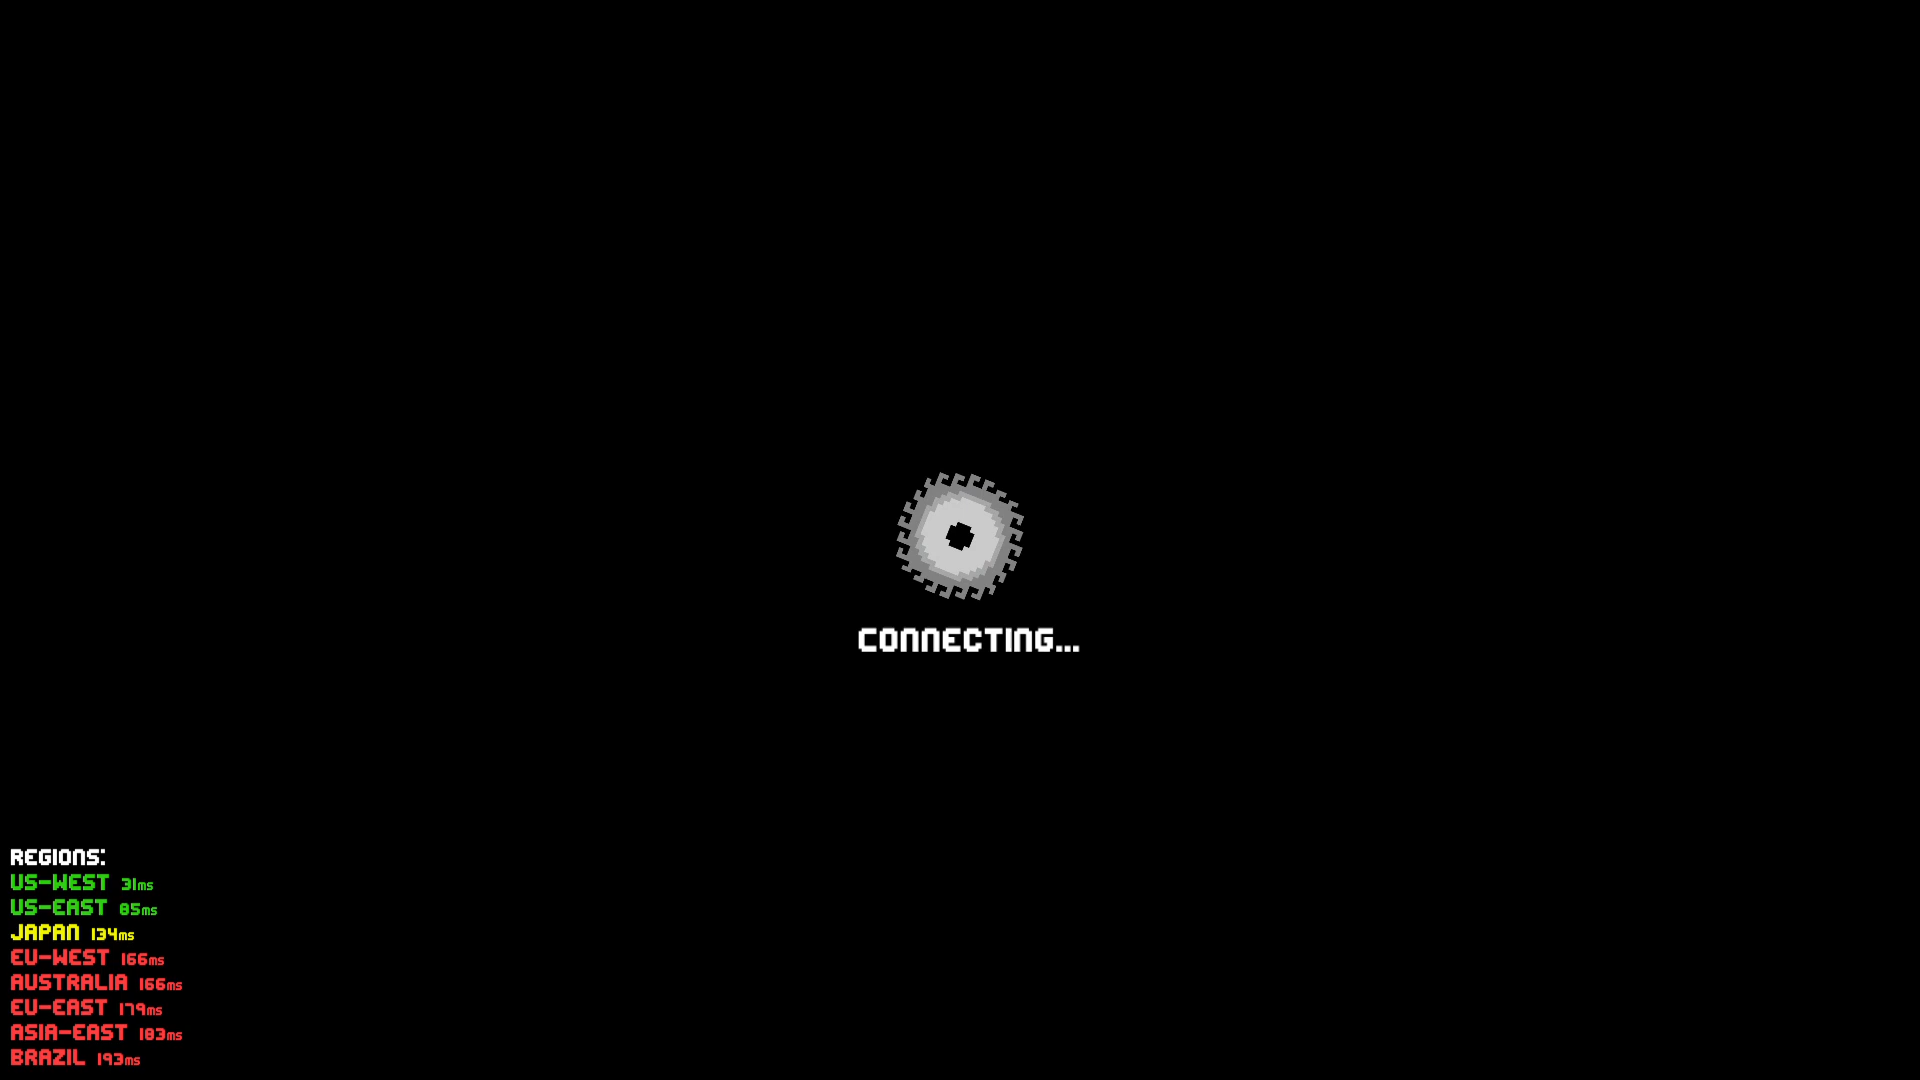 CONNECTING...
REGIONS:
US-WEST 31ms
US-EAST 85ms
JAPAN 134ms
EU-WEST 166ms
AUSTRALIA 166ms
EU-EAST 179ms
ASIA-EAST 183ms
BRAZIL 193ms